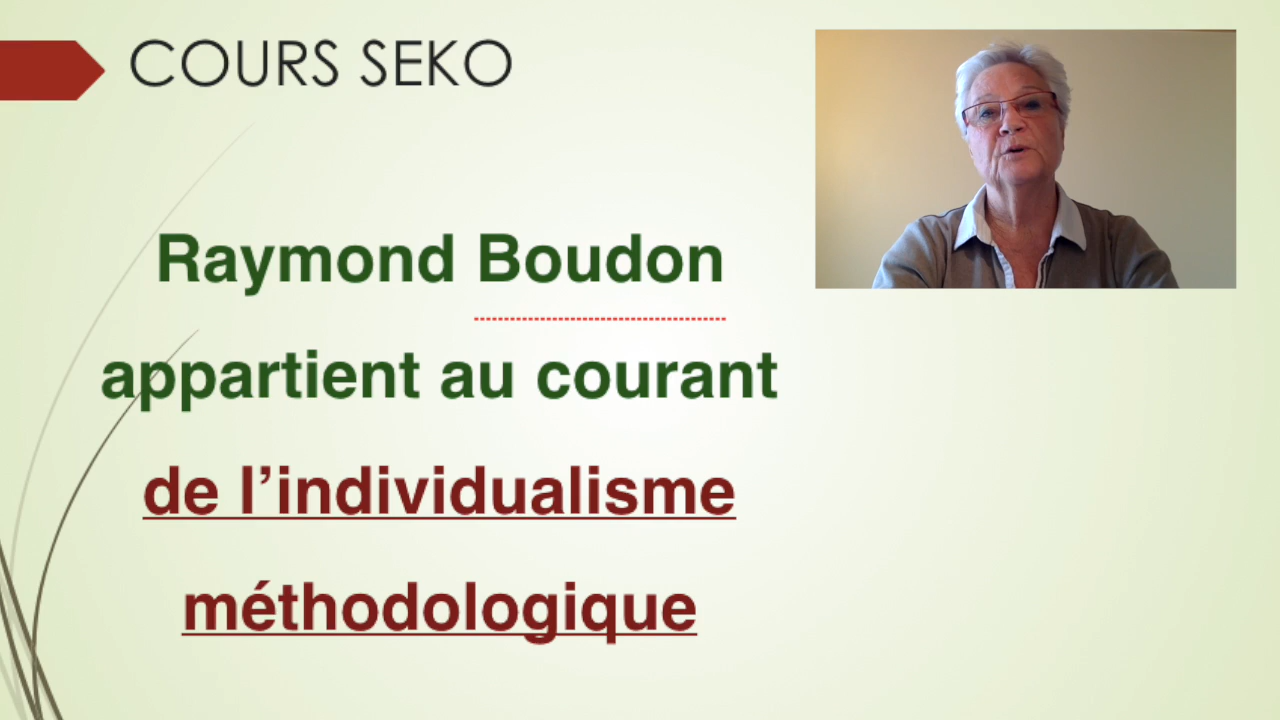 COURS SEKO
Raymond Boudon
appartient au courant
de l’individualisme
méthodologique